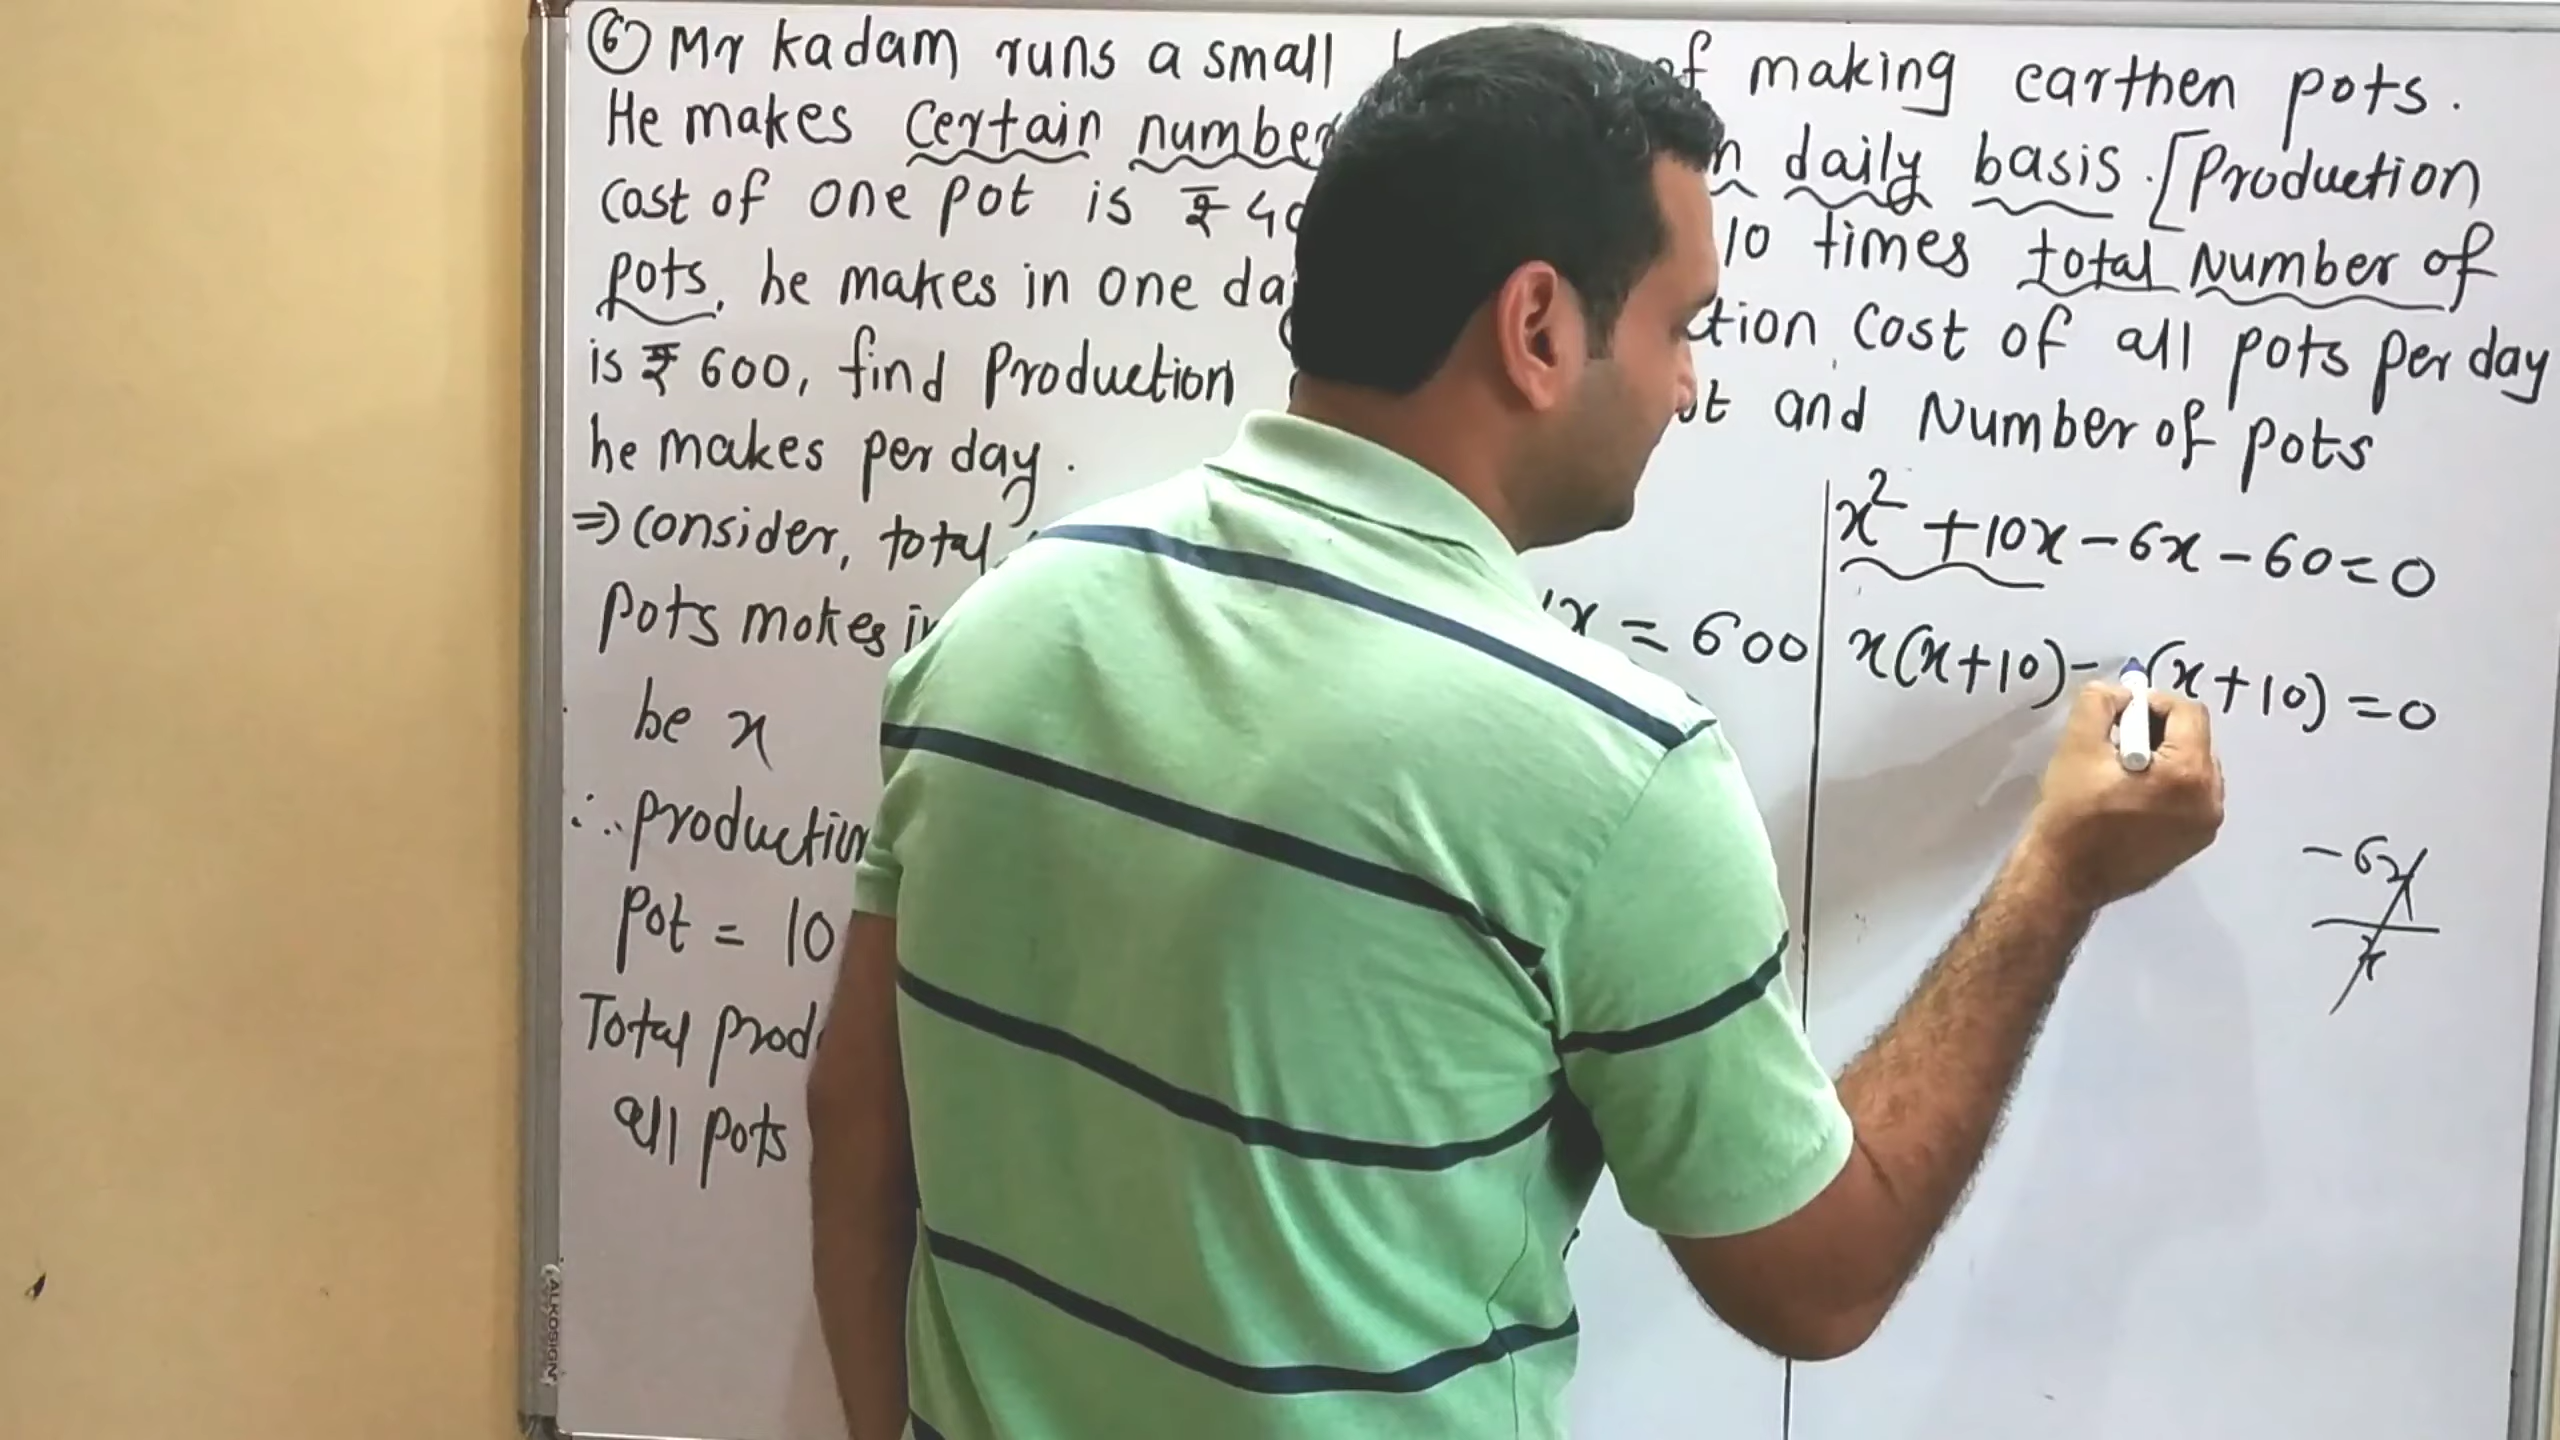 ⑥ Mr Kadam runs a small of making earthen pots.
He makes certain number daily basis. [Production
cost of one pot is ₹ 40 10 times total Number of
pots, he makes in one da
is ₹ 600, find Production ction cost of all pots per day
he makes per day. and Number of pots
⇒ consider, total
pots makes in
be x
∴ production
pot = 10
Total prod
all pots
x = 600
x² + 10x - 6x - 60 = 0
x(x+10) - (x+10) = 0
-6x
x
ALKOSIGN